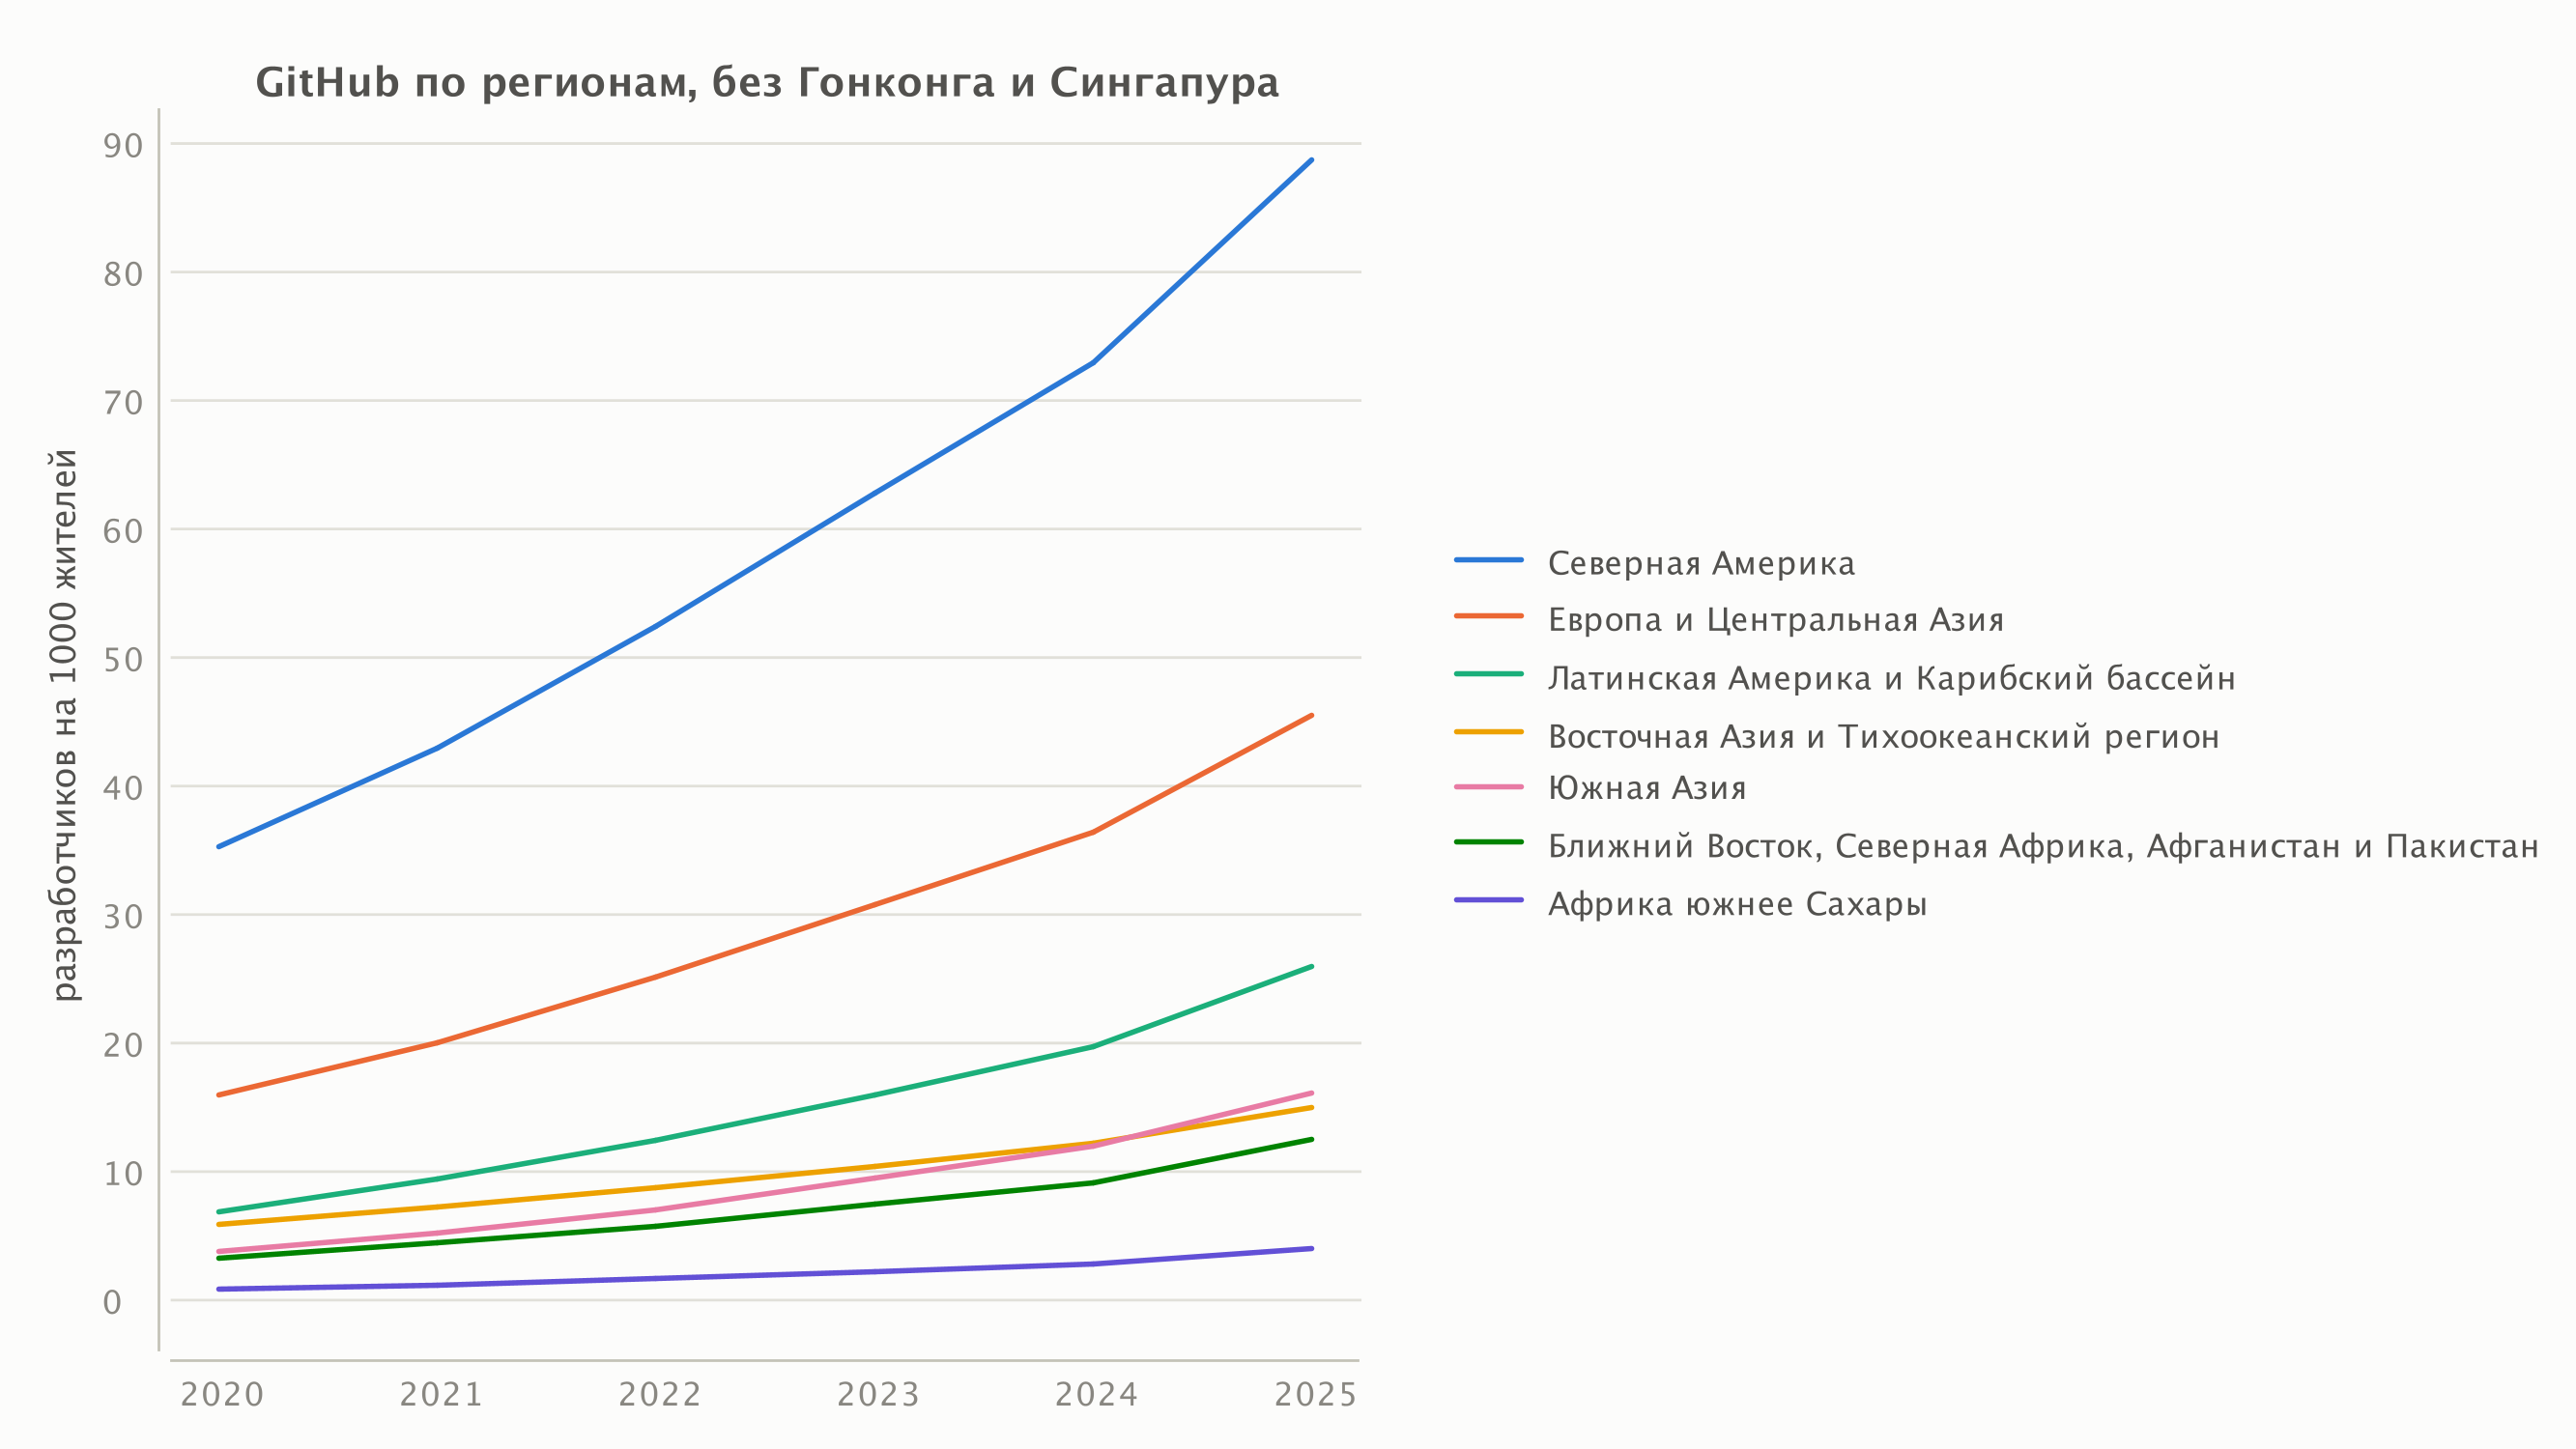 GitHub по регионам, без Гонконга и Сингапура
разработчиков на 1000 жителей
90
80
70
60
50
40
30
20
10
0
2020 2021 2022 2023 2024 2025
Северная Америка
Европа и Центральная Азия
Латинская Америка и Карибский бассейн
Восточная Азия и Тихоокеанский регион
Южная Азия
Ближний Восток, Северная Африка, Афганистан и Пакистан
Африка южнее Сахары